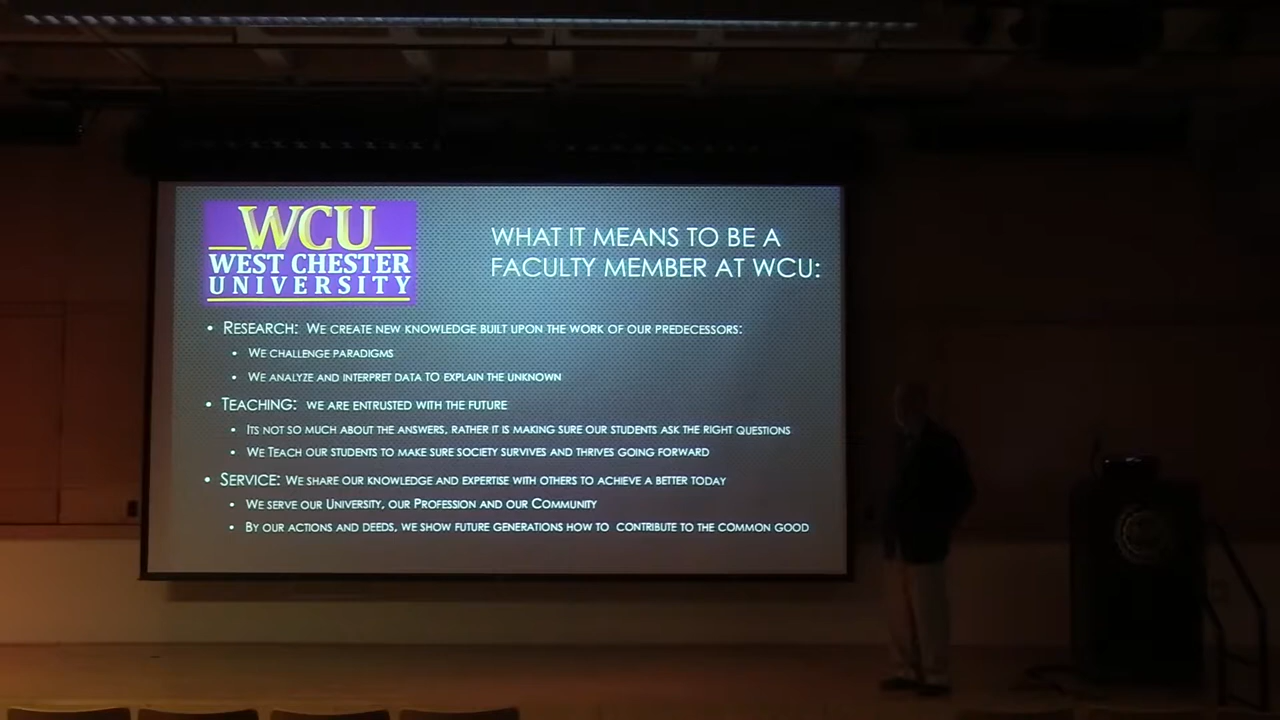 WCU
WEST CHESTER
UNIVERSITY
WHAT IT MEANS TO BE A
FACULTY MEMBER AT WCU:
• RESEARCH: WE CREATE NEW KNOWLEDGE BUILT UPON THE WORK OF OUR PREDECESSORS:
• WE CHALLENGE PARADIGMS
• WE ANALYZE AND INTERPRET DATA TO EXPLAIN THE UNKNOWN
• TEACHING: WE ARE ENTRUSTED WITH THE FUTURE
• ITS NOT SO MUCH ABOUT THE ANSWERS, RATHER IT IS MAKING SURE OUR STUDENTS ASK THE RIGHT QUESTIONS
• WE TEACH OUR STUDENTS TO MAKE SURE SOCIETY SURVIVES AND THRIVES GOING FORWARD
• SERVICE: WE SHARE OUR KNOWLEDGE AND EXPERTISE WITH OTHERS TO ACHIEVE A BETTER TODAY
• WE SERVE OUR UNIVERSITY, OUR PROFESSION AND OUR COMMUNITY
• BY OUR ACTIONS AND DEEDS, WE SHOW FUTURE GENERATIONS HOW TO CONTRIBUTE TO THE COMMON GOOD